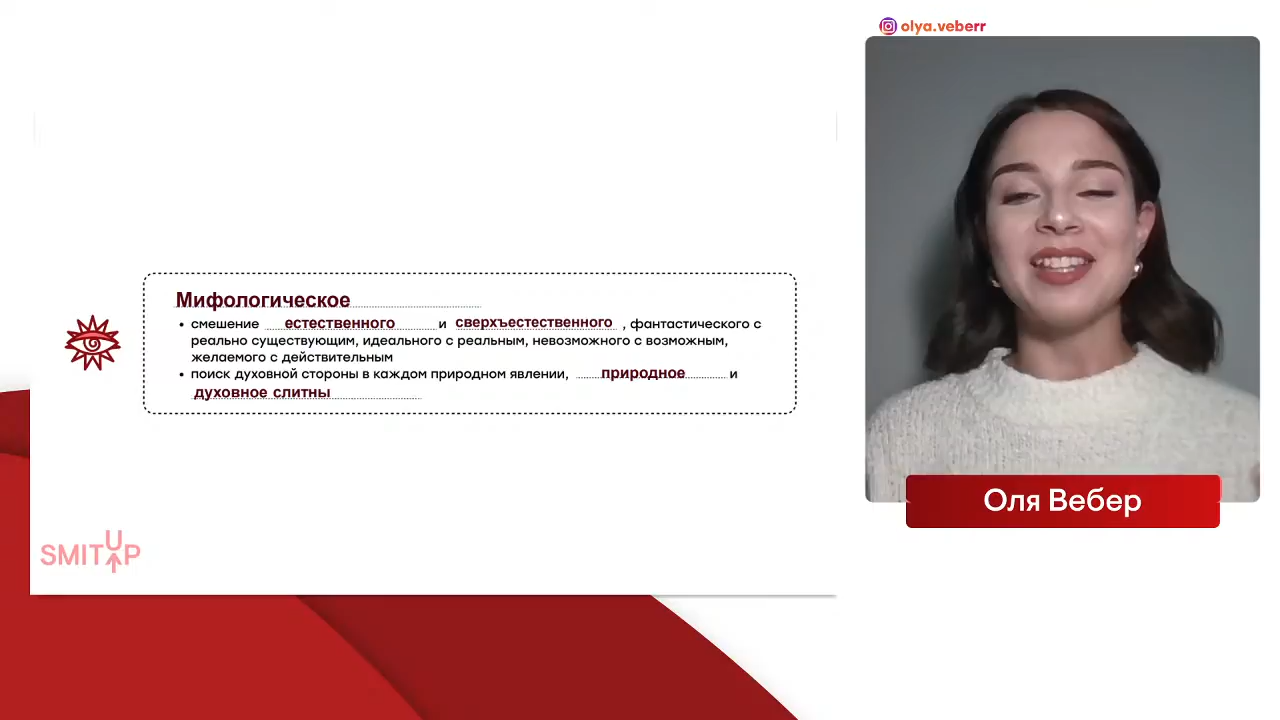 olya.veberr
Мифологическое
• смешение естественного и сверхъестественного , фантастического с
реально существующим, идеального с реальным, невозможного с возможным,
желаемого с действительным
• поиск духовной стороны в каждом природном явлении, природное и
духовное слитны
SMITUP
Оля Вебер